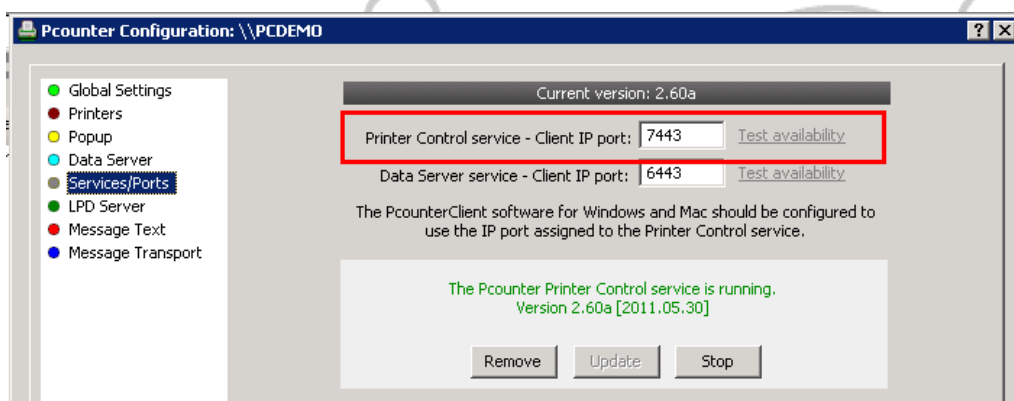 Pcounter Configuration: \\PCDEMO
Global Settings
Printers
Popup
Data Server
Services/Ports
LPD Server
Message Text
Message Transport
Current version: 2.60a
Printer Control service - Client IP port: 7443 Test availability
Data Server service - Client IP port: 6443 Test availability
The PcounterClient software for Windows and Mac should be configured to
use the IP port assigned to the Printer Control service.
The Pcounter Printer Control service is running.
Version 2.60a [2011.05.30]
Remove Update Stop